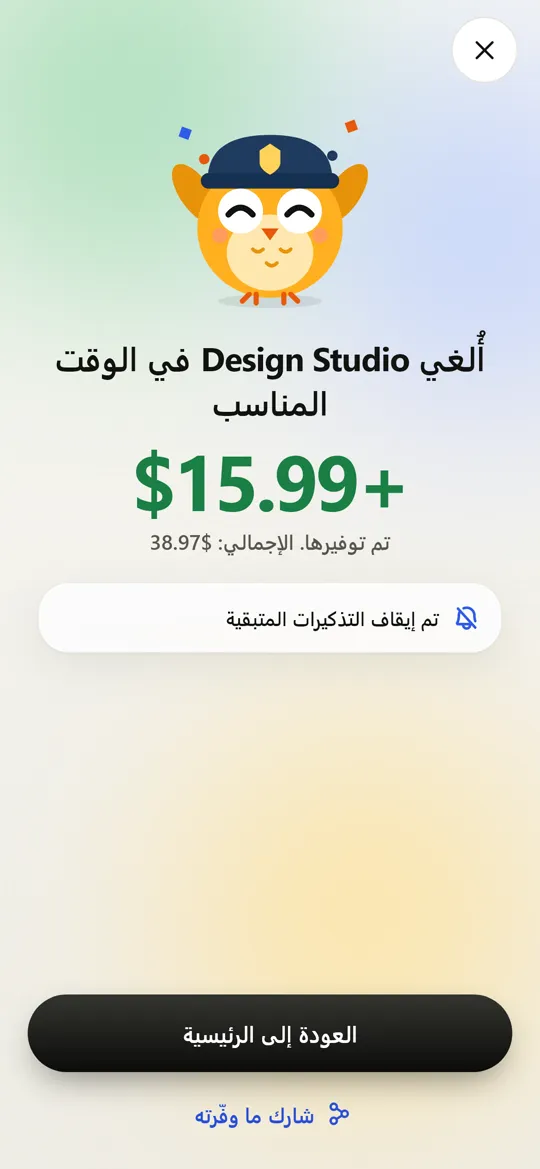 أُلغي Design Studio في الوقت
المناسب
$15.99+
تم توفيرها. الإجمالي: $38.97
تم إيقاف التذكيرات المتبقية
العودة إلى الرئيسية
شارك ما وفّرته